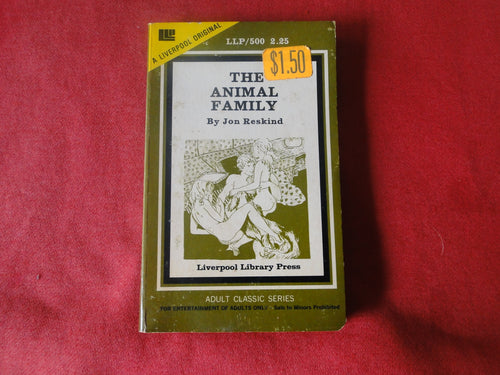 LLP
A LIVERPOOL ORIGINAL
LLP/500 2.25
$1.50
THE
ANIMAL
FAMILY
By Jon Reskind
Liverpool Library Press
ADULT CLASSIC SERIES
FOR ENTERTAINMENT OF ADULTS ONLY — Sale to Minors Prohibited